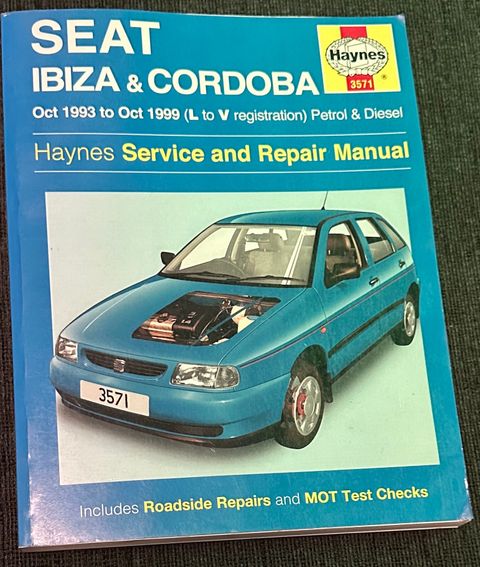 SEAT
IBIZA & CORDOBA
Haynes
3571
®
Oct 1993 to Oct 1999 (L to V registration) Petrol & Diesel
Haynes Service and Repair Manual
3571
Includes Roadside Repairs and MOT Test Checks